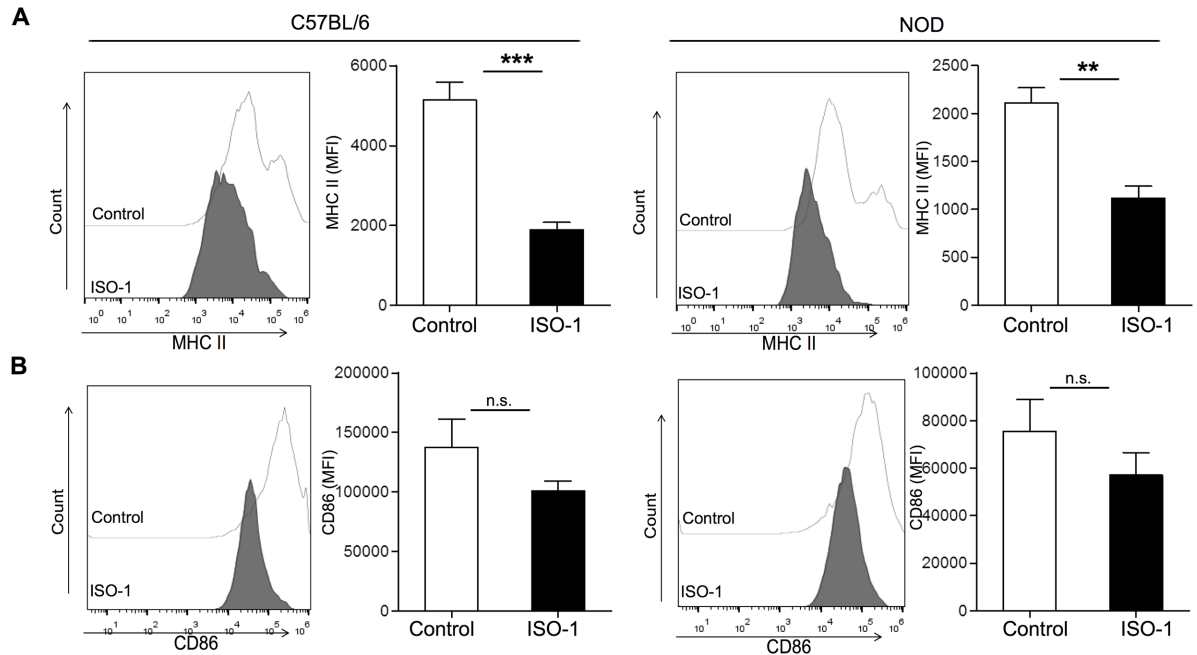 A
C57BL/6
NOD
Count
Control
ISO-1
10^0 10^1 10^2 10^3 10^4 10^5 10^6
MHC II
MHC II (MFI)
6000
4000
2000
0
***
Control ISO-1
Count
Control
ISO-1
10^0 10^1 10^2 10^3 10^4 10^5 10^6
MHC II
MHC II (MFI)
2500
2000
1500
1000
500
0
**
Control ISO-1
B
Count
Control
ISO-1
10^1 10^2 10^3 10^4 10^5 10^6
CD86
CD86 (MFI)
200000
150000
100000
50000
0
n.s.
Control ISO-1
Count
Control
ISO-1
10^1 10^2 10^3 10^4 10^5 10^6
CD86
CD86 (MFI)
100000
80000
60000
40000
20000
0
n.s.
Control ISO-1